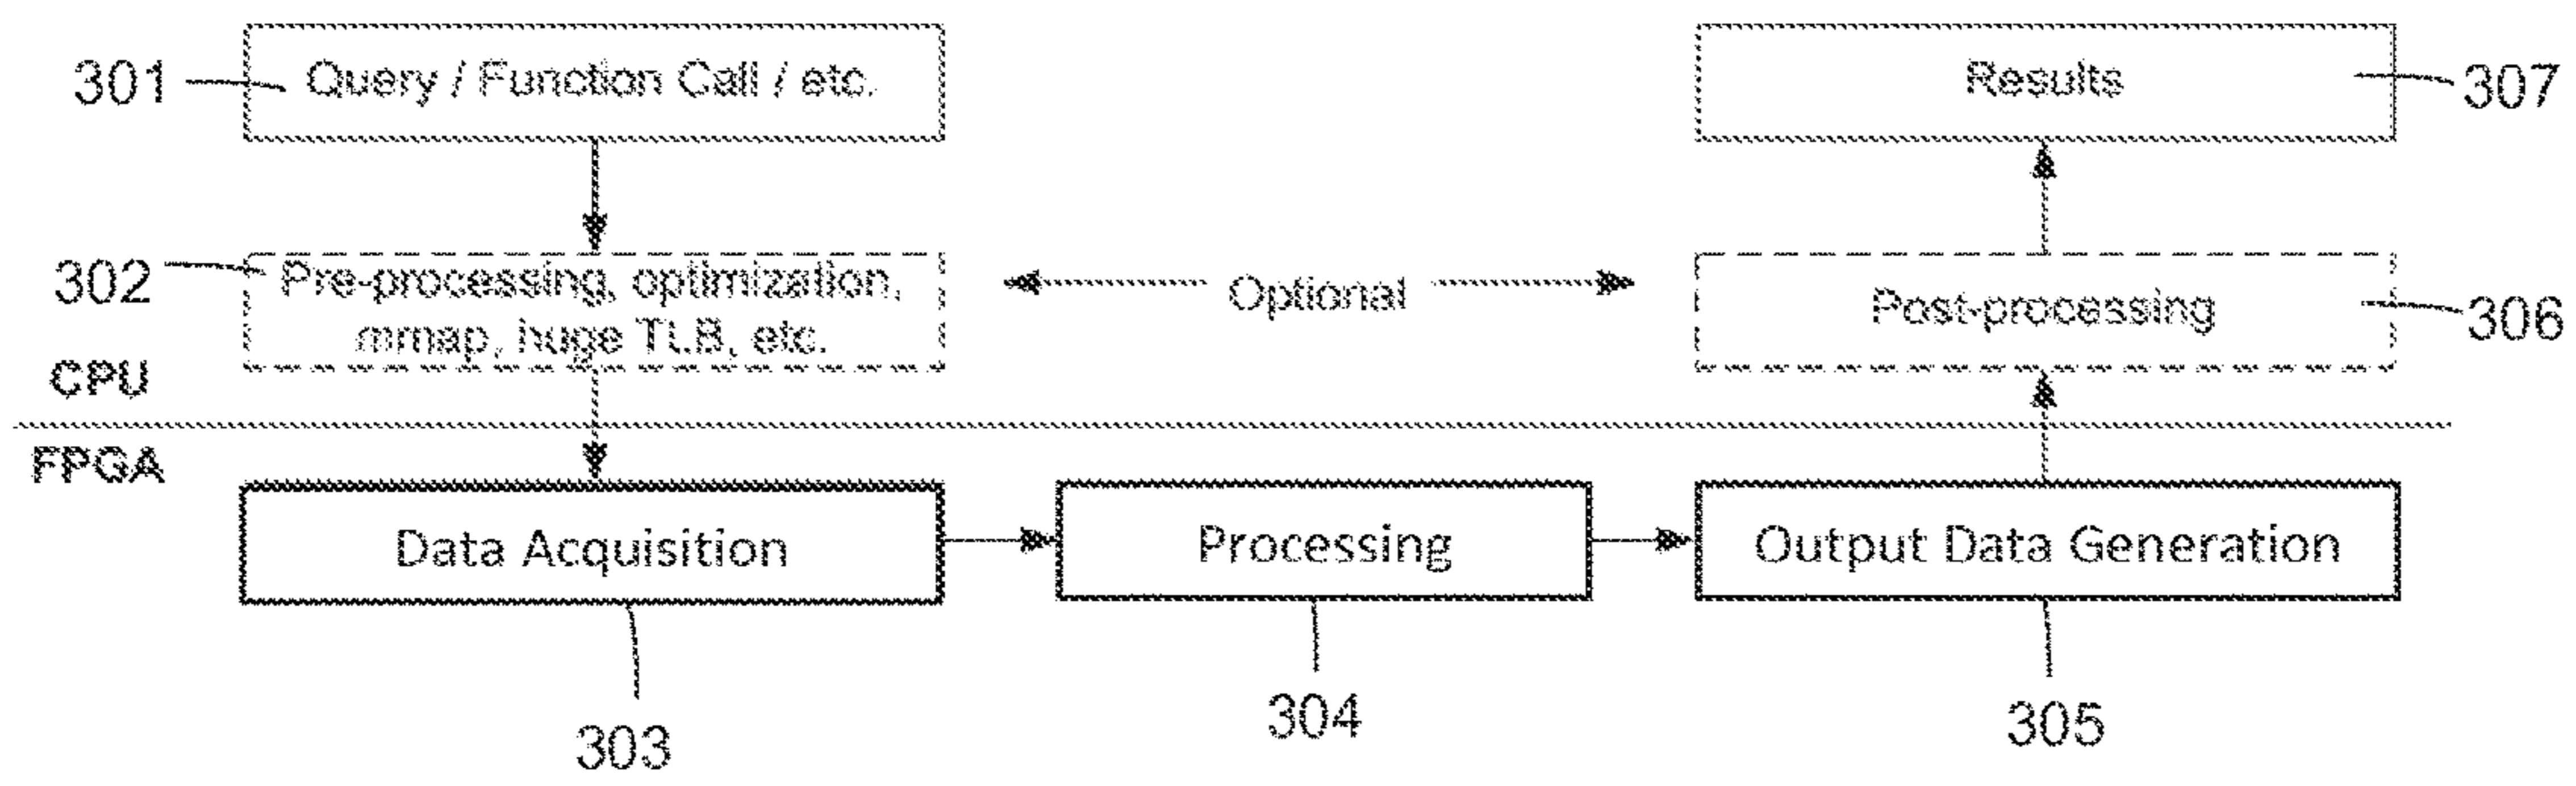 301
Query / Function Call / etc.
Results
307
302
Pre-processing, optimization,
mmap, huge TLB, etc.
Optional
Post-processing
306
CPU
FPGA
Data Acquisition
Processing
Output Data Generation
303
304
305